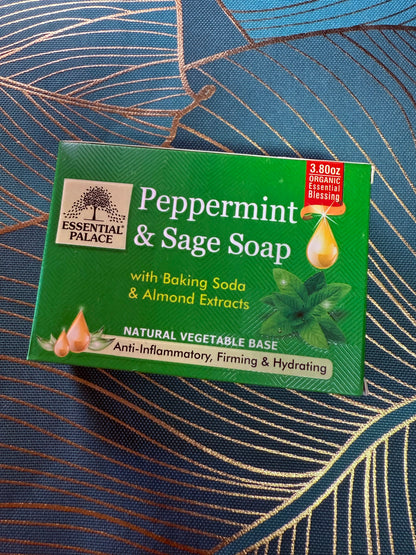 3.80oz
ORGANIC
Essential
Blessing
ESSENTIAL
PALACE
Peppermint
& Sage Soap
with Baking Soda
& Almond Extracts
NATURAL VEGETABLE BASE
Anti-Inflammatory, Firming & Hydrating